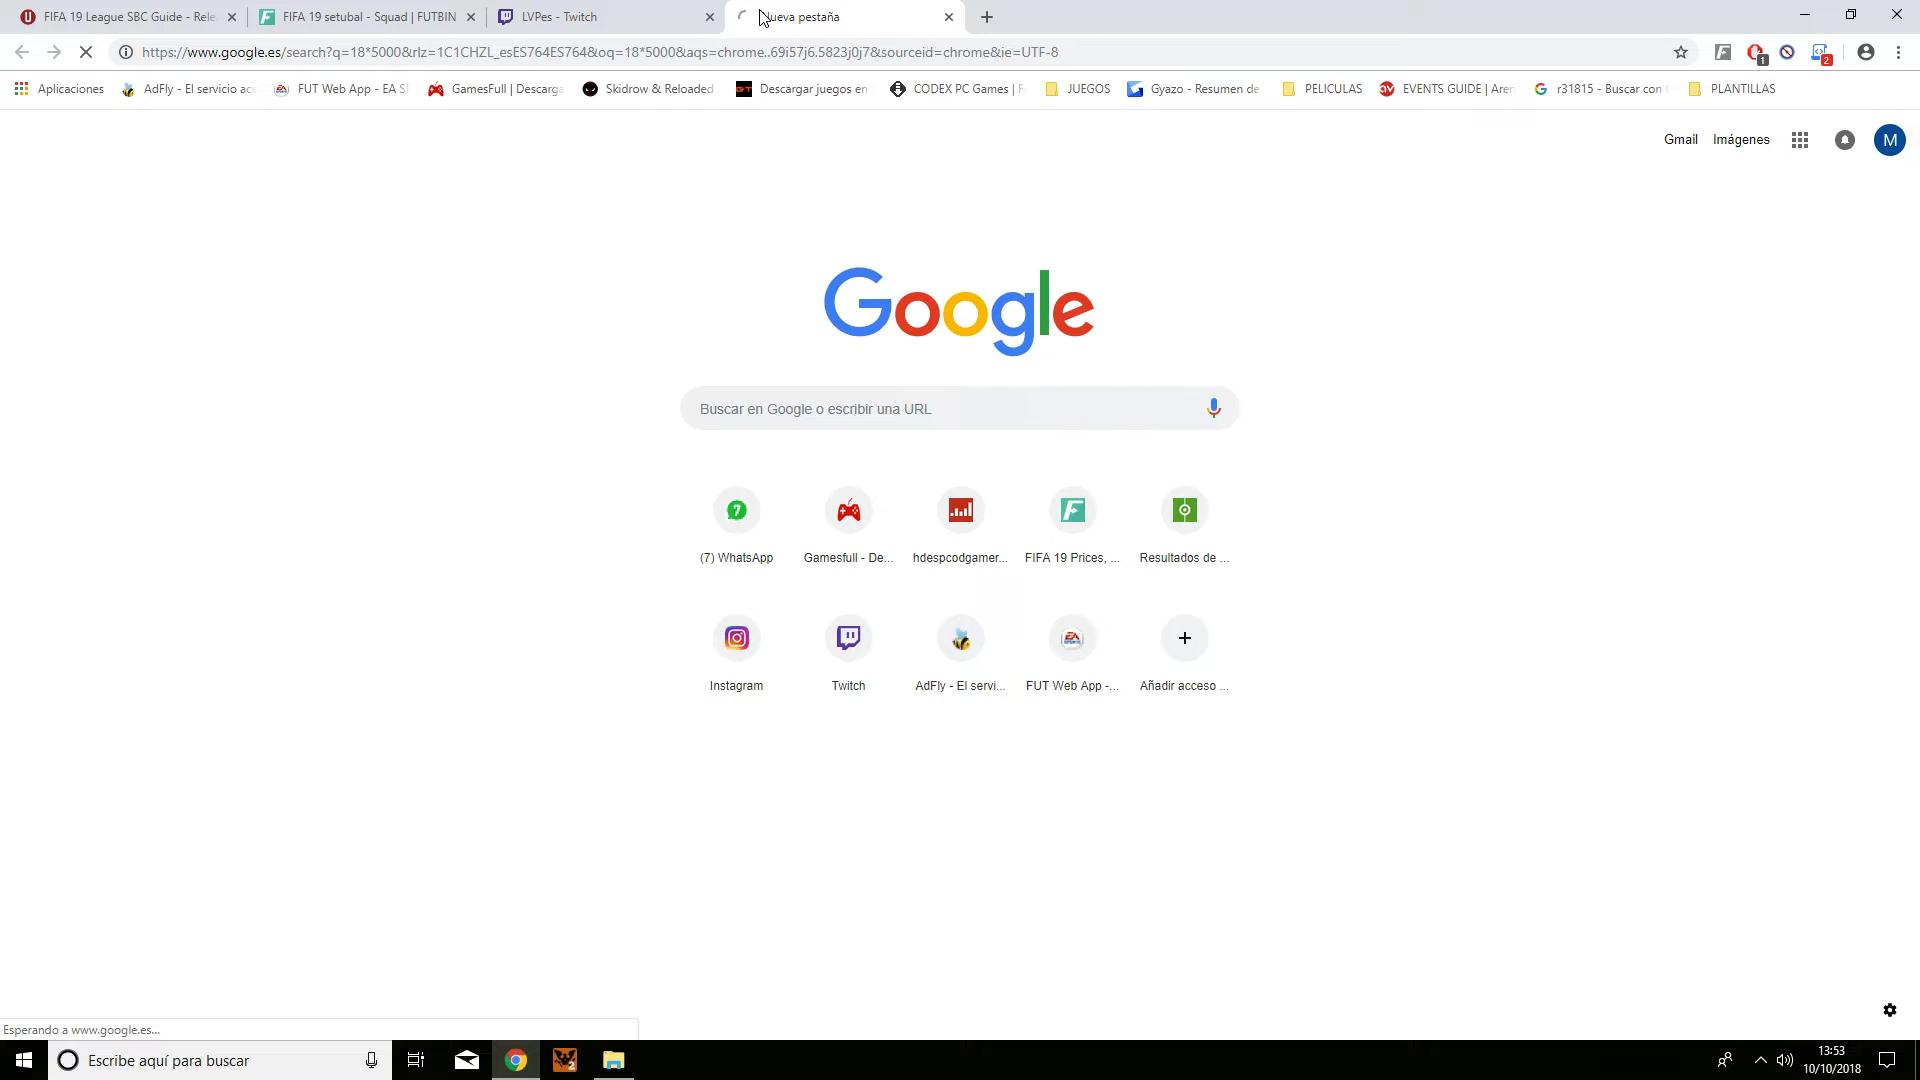 FIFA 19 League SBC Guide - Rele
FIFA 19 setubal - Squad | FUTBIN
LVPes - Twitch
ueva pestaña
https://www.google.es/search?q=18*5000&rlz=1C1CHZL_esES764ES764&oq=18*5000&aqs=chrome..69i57j6.5823j0j7&sourceid=chrome&ie=UTF-8
1
2
Aplicaciones
AdFly - El servicio acc
FUT Web App - EA SP
GamesFull | Descarga
Skidrow & Reloaded
Descargar juegos en
CODEX PC Games | F
JUEGOS
Gyazo - Resumen de
PELICULAS
EVENTS GUIDE | Aren
r31815 - Buscar con
PLANTILLAS
Gmail
Imágenes
M
Google
Buscar en Google o escribir una URL
7
(7) WhatsApp
Gamesfull - De...
hdespcodgamer...
FIFA 19 Prices, ...
Resultados de ...
Instagram
Twitch
AdFly - El servi...
FUT Web App -...
Añadir acceso ...
Esperando a www.google.es...
Escribe aquí para buscar
13:53
10/10/2018